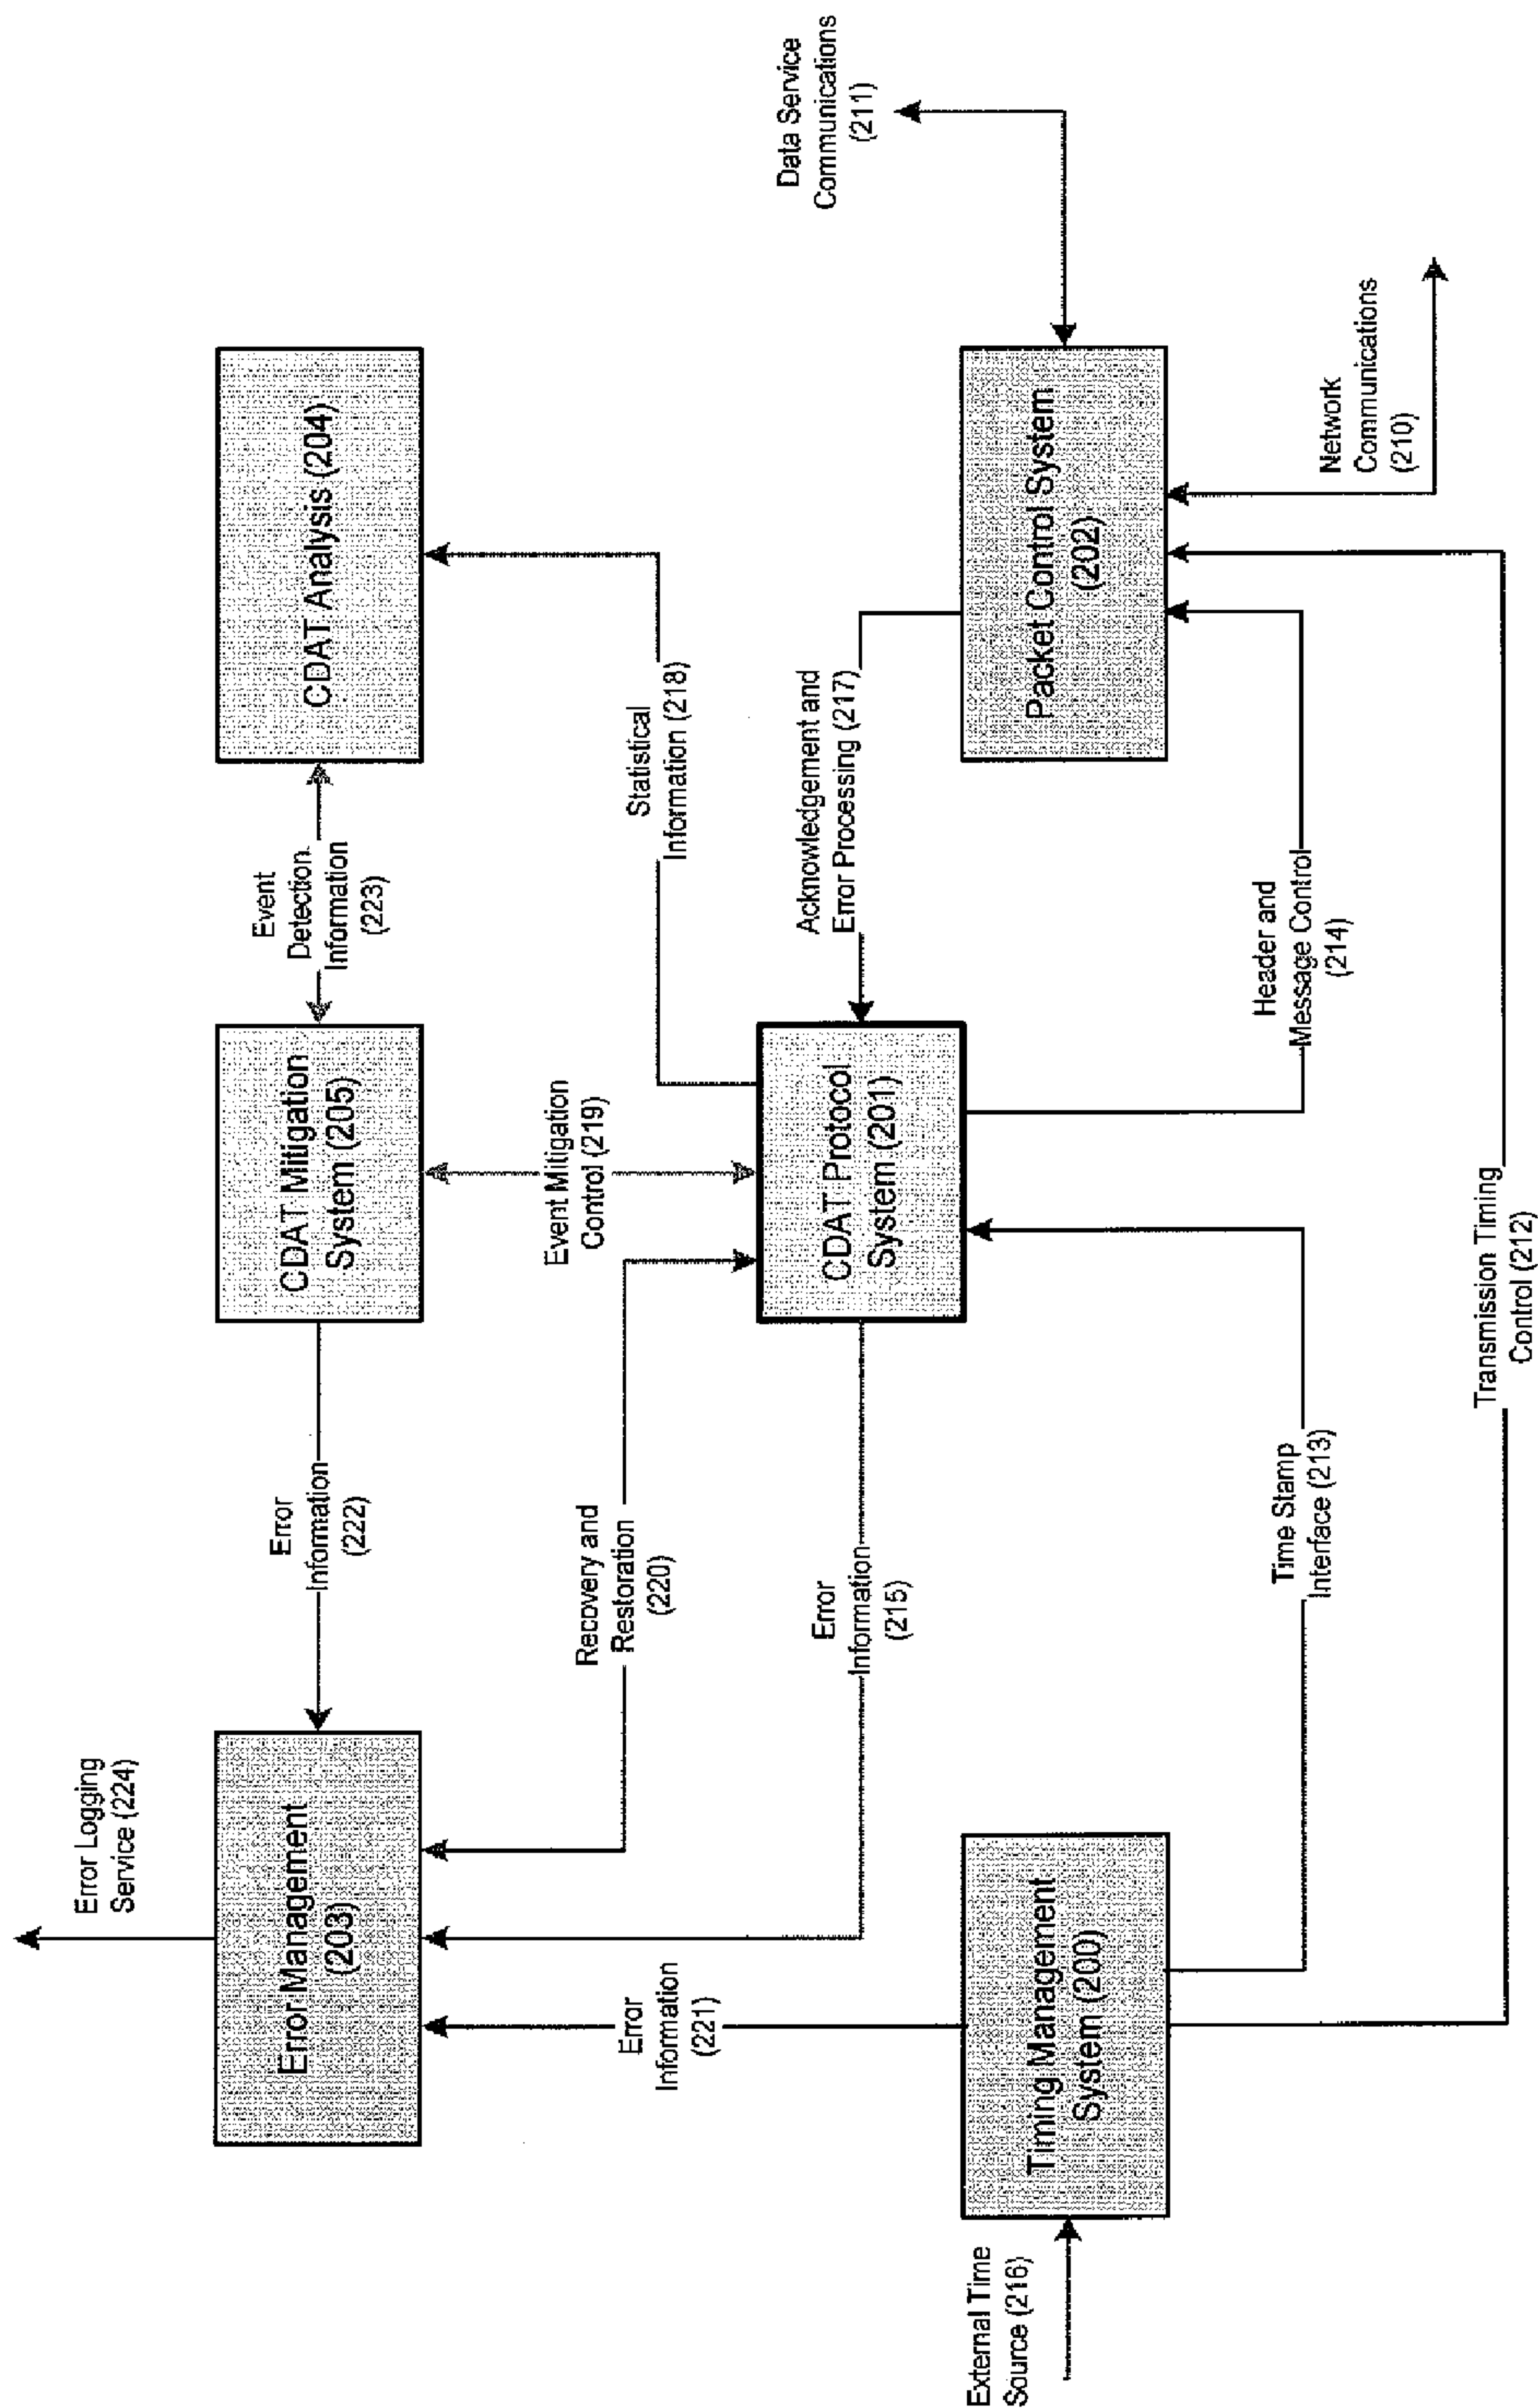 Error Logging
Service (224)
Error Management
(203)
Error
Information
(222)
CDAT Mitigation
System (205)
Event
Detection
Information
(223)
CDAT Analysis (204)
Error
Information
(221)
Recovery and
Restoration
(220)
Event Mitigation
Control (219)
Statistical
Information (218)
Error
Information
(215)
CDAT Protocol
System (201)
Acknowledgement and
Error Processing (217)
Data Service
Communications
(211)
External Time
Source (216)
Timing Management
System (200)
Time Stamp
Interface (213)
Header and
Message Control
(214)
Packet Control System
(202)
Network
Communications
(210)
Transmission Timing
Control (212)